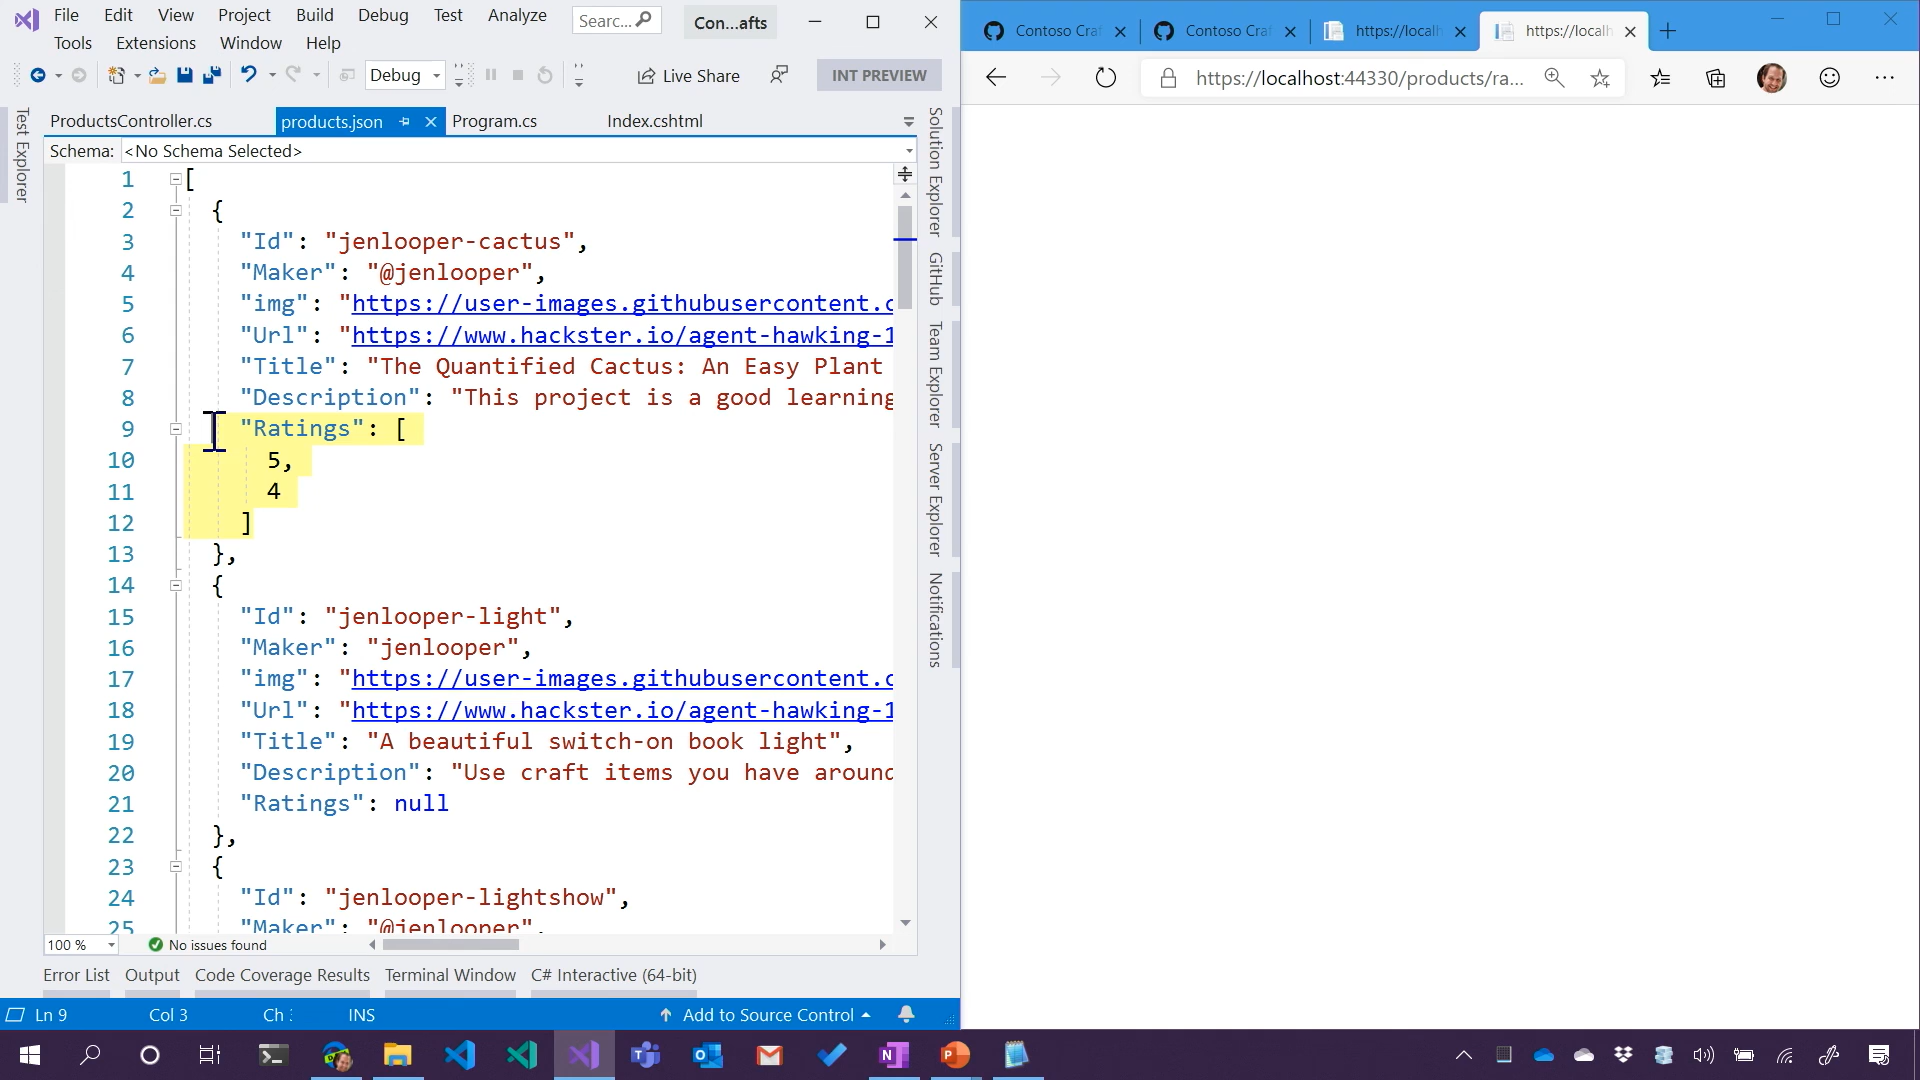 File Edit View Project Build Debug Test Analyze Searc... Con...afts
Tools Extensions Window Help
Debug Live Share INT PREVIEW
Test Explorer
ProductsController.cs products.json Program.cs Index.cshtml
Schema: <No Schema Selected>
1 [
2 {
3 "Id": "jenlooper-cactus",
4 "Maker": "@jenlooper",
5 "img": "https://user-images.githubusercontent.c
6 "Url": "https://www.hackster.io/agent-hawking-1
7 "Title": "The Quantified Cactus: An Easy Plant
8 "Description": "This project is a good learning
9 "Ratings": [
10 5,
11 4
12 ]
13 },
14 {
15 "Id": "jenlooper-light",
16 "Maker": "jenlooper",
17 "img": "https://user-images.githubusercontent.c
18 "Url": "https://www.hackster.io/agent-hawking-1
19 "Title": "A beautiful switch-on book light",
20 "Description": "Use craft items you have around
21 "Ratings": null
22 },
23 {
24 "Id": "jenlooper-lightshow",
25 "Maker": "@jenlooper",
100 % No issues found
Error List Output Code Coverage Results Terminal Window C# Interactive (64-bit)
Ln 9 Col 3 Ch INS Add to Source Control
Solution Explorer
GitHub
Team Explorer
Server Explorer
Notifications
Contoso Cra Contoso Cra https://localh https://localh
https://localhost:44330/products/ra...